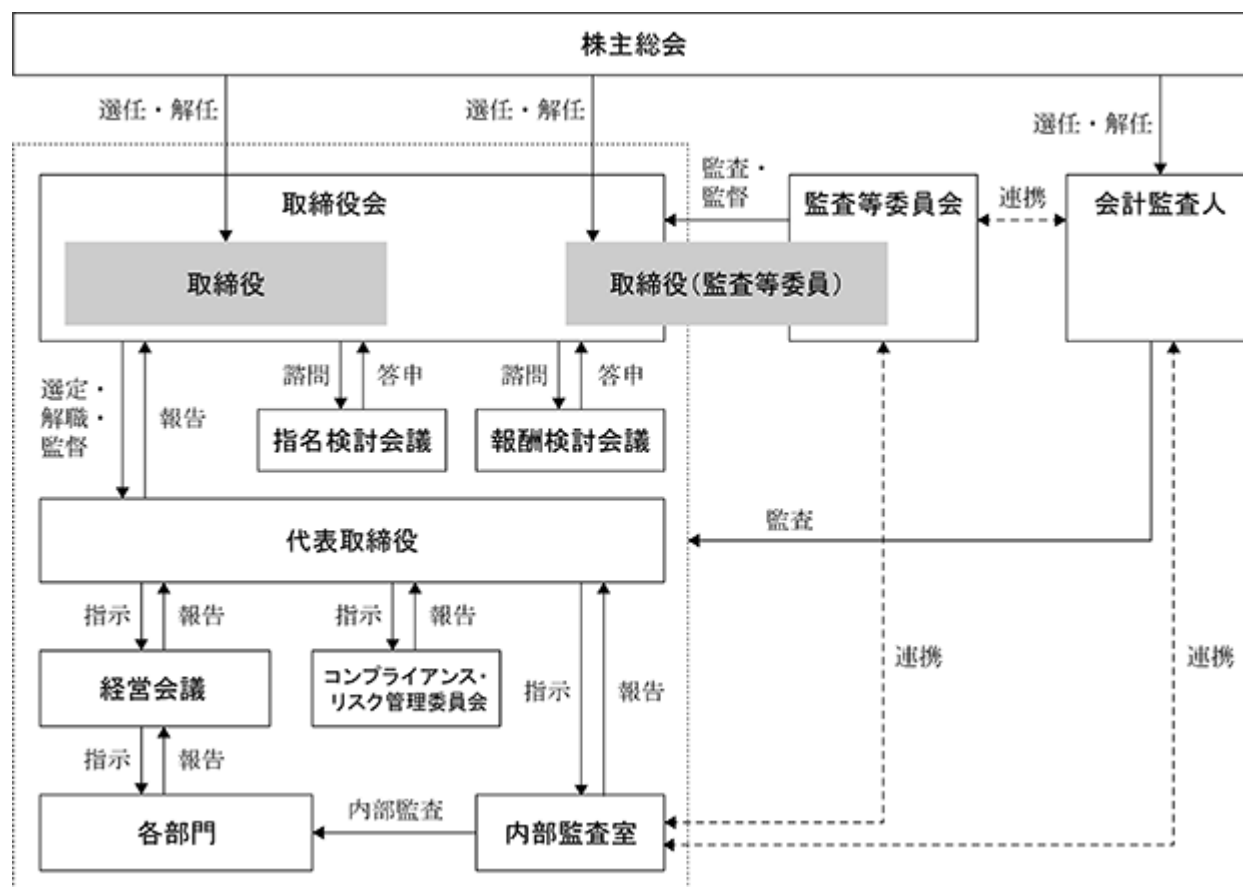 株主総会
選任・解任
選任・解任
選任・解任
取締役会
監査・
監督
監査等委員会
連携
会計監査人
取締役
取締役(監査等委員)
選定・
解職・
監督
報告
諮問
答申
諮問
答申
指名検討会議
報酬検討会議
代表取締役
監査
指示
報告
指示
報告
経営会議
コンプライアンス・
リスク管理委員会
指示
報告
連携
連携
指示
報告
各部門
内部監査
内部監査室